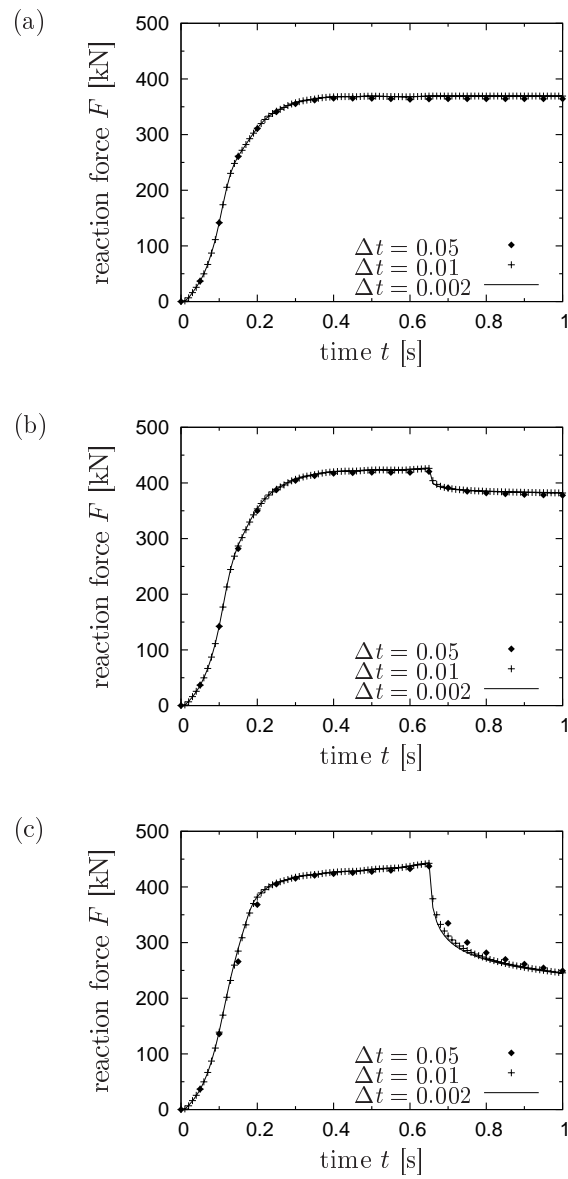 (a)
500
400
300
200
100
0
reaction force F [kN]
Δt = 0.05
Δt = 0.01
Δt = 0.002
0 0.2 0.4 0.6 0.8 1
time t [s]
(b)
500
400
300
200
100
0
reaction force F [kN]
Δt = 0.05
Δt = 0.01
Δt = 0.002
0 0.2 0.4 0.6 0.8 1
time t [s]
(c)
500
400
300
200
100
0
reaction force F [kN]
Δt = 0.05
Δt = 0.01
Δt = 0.002
0 0.2 0.4 0.6 0.8 1
time t [s]